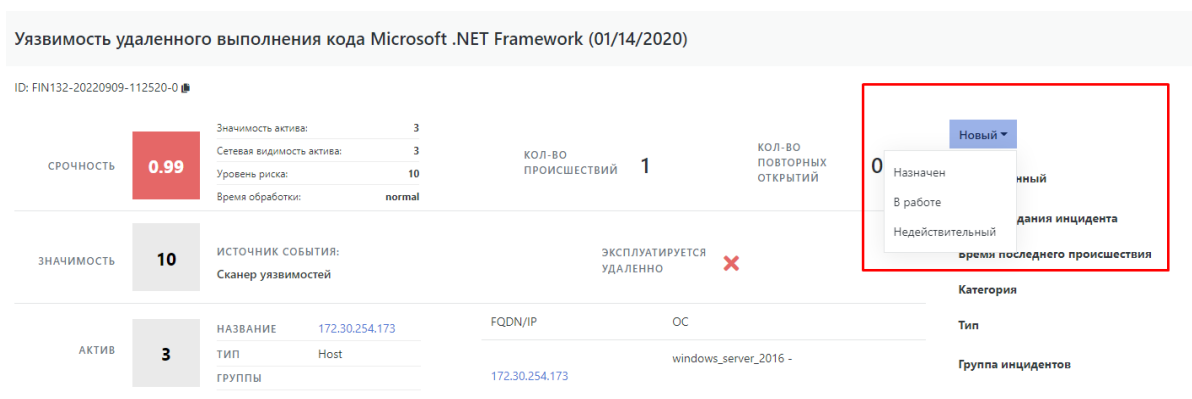 Уязвимость удаленного выполнения кода Microsoft .NET Framework (01/14/2020)
ID: FIN132-20220909-112520-0
СРОЧНОСТЬ
0.99
Значимость актива: 3
Сетевая видимость актива: 3
Уровень риска: 10
Время обработки: normal
КОЛ-ВО
ПРОИСШЕСТВИЙ
1
КОЛ-ВО
ПОВТОРНЫХ
ОТКРЫТИЙ
0
Новый
Назначен
В работе
Недействительный
нный
дания инцидента
Время последнего происшествия
Категория
Тип
Группа инцидентов
ЗНАЧИМОСТЬ
10
ИСТОЧНИК СОБЫТИЯ:
Сканер уязвимостей
ЭКСПЛУАТИРУЕТСЯ
УДАЛЕННО
АКТИВ
3
НАЗВАНИЕ 172.30.254.173
ТИП Host
ГРУППЫ
FQDN/IP ОС
windows_server_2016 -
172.30.254.173